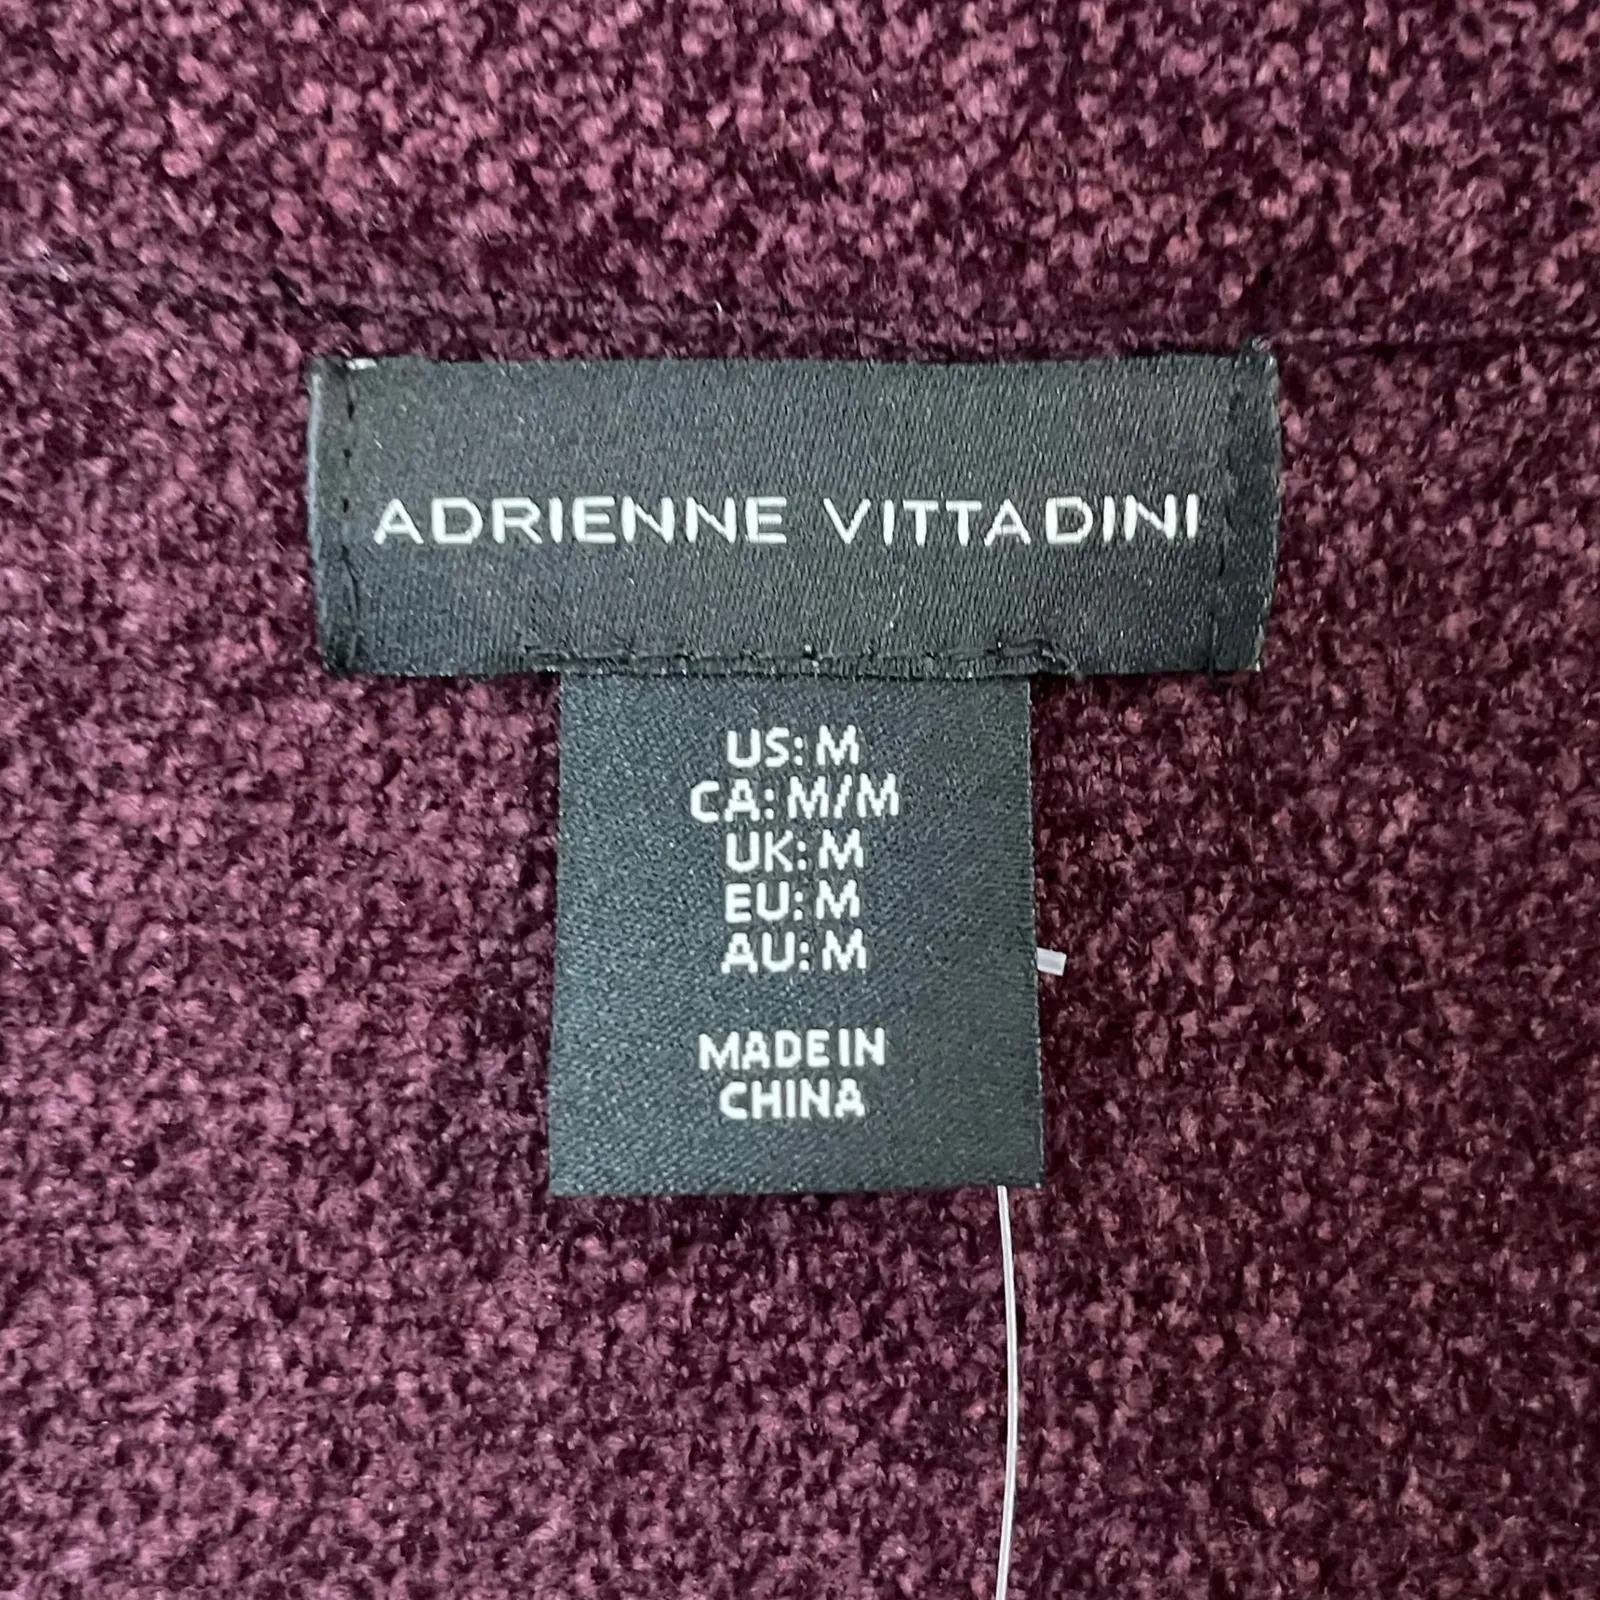 ADRIENNE VITTADINI
US: M
CA: M/M
UK: M
EU: M
AU: M
MADE IN
CHINA